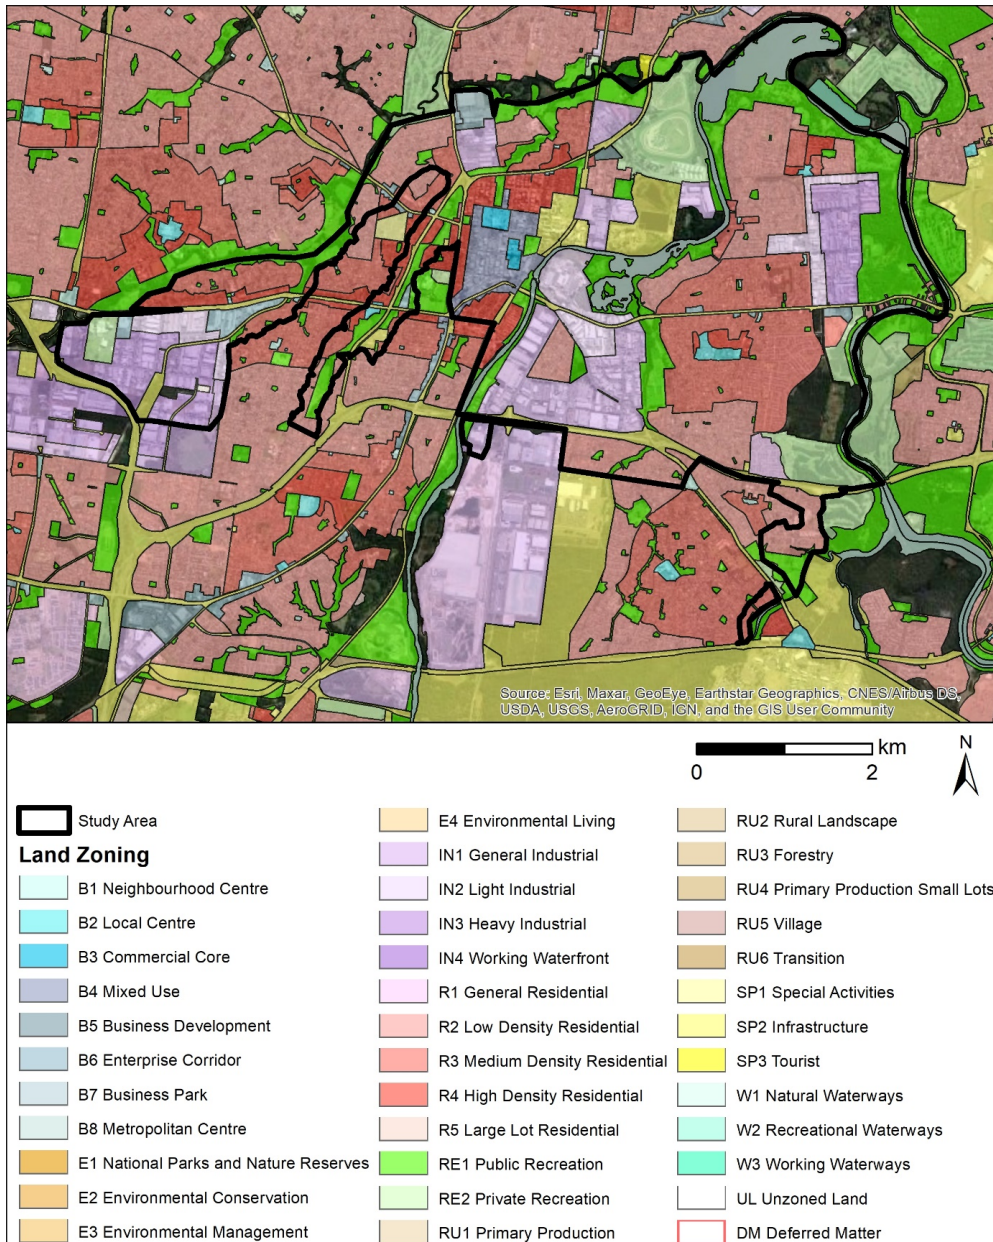 Source: Esri, Maxar, GeoEye, Earthstar Geographics, CNES/Airbus DS,
USDA, USGS, AeroGRID, IGN, and the GIS User Community
km
0 2
N
Study Area
Land Zoning
B1 Neighbourhood Centre
B2 Local Centre
B3 Commercial Core
B4 Mixed Use
B5 Business Development
B6 Enterprise Corridor
B7 Business Park
B8 Metropolitan Centre
E1 National Parks and Nature Reserves
E2 Environmental Conservation
E3 Environmental Management
E4 Environmental Living
IN1 General Industrial
IN2 Light Industrial
IN3 Heavy Industrial
IN4 Working Waterfront
R1 General Residential
R2 Low Density Residential
R3 Medium Density Residential
R4 High Density Residential
R5 Large Lot Residential
RE1 Public Recreation
RE2 Private Recreation
RU1 Primary Production
RU2 Rural Landscape
RU3 Forestry
RU4 Primary Production Small Lots
RU5 Village
RU6 Transition
SP1 Special Activities
SP2 Infrastructure
SP3 Tourist
W1 Natural Waterways
W2 Recreational Waterways
W3 Working Waterways
UL Unzoned Land
DM Deferred Matter